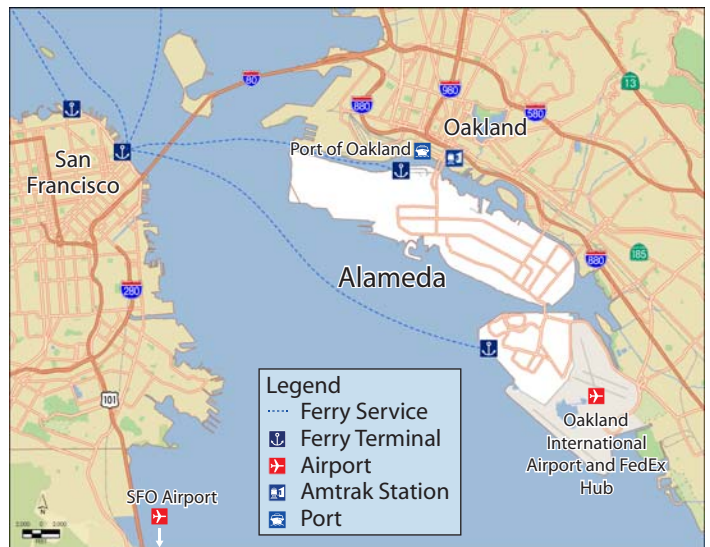 80
880
980
13
580
Oakland
Port of Oakland
San
Francisco
Alameda
280
880
185
101
Legend
Ferry Service
Ferry Terminal
Airport
Amtrak Station
Port
Oakland
International
Airport and FedEx
Hub
SFO Airport
N